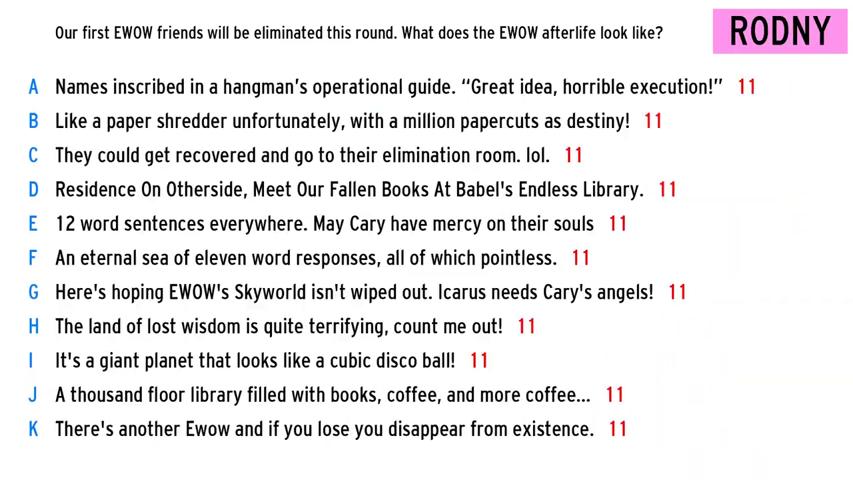 Our first EWOW friends will be eliminated this round. What does the EWOW afterlife look like?
RODNY
A Names inscribed in a hangman’s operational guide. “Great idea, horrible execution!” 11
B Like a paper shredder unfortunately, with a million papercuts as destiny! 11
C They could get recovered and go to their elimination room. lol. 11
D Residence On Otherside, Meet Our Fallen Books At Babel's Endless Library. 11
E 12 word sentences everywhere. May Cary have mercy on their souls 11
F An eternal sea of eleven word responses, all of which pointless. 11
G Here's hoping EWOW's Skyworld isn't wiped out. Icarus needs Cary's angels! 11
H The land of lost wisdom is quite terrifying, count me out! 11
I It's a giant planet that looks like a cubic disco ball! 11
J A thousand floor library filled with books, coffee, and more coffee... 11
K There's another Ewow and if you lose you disappear from existence. 11